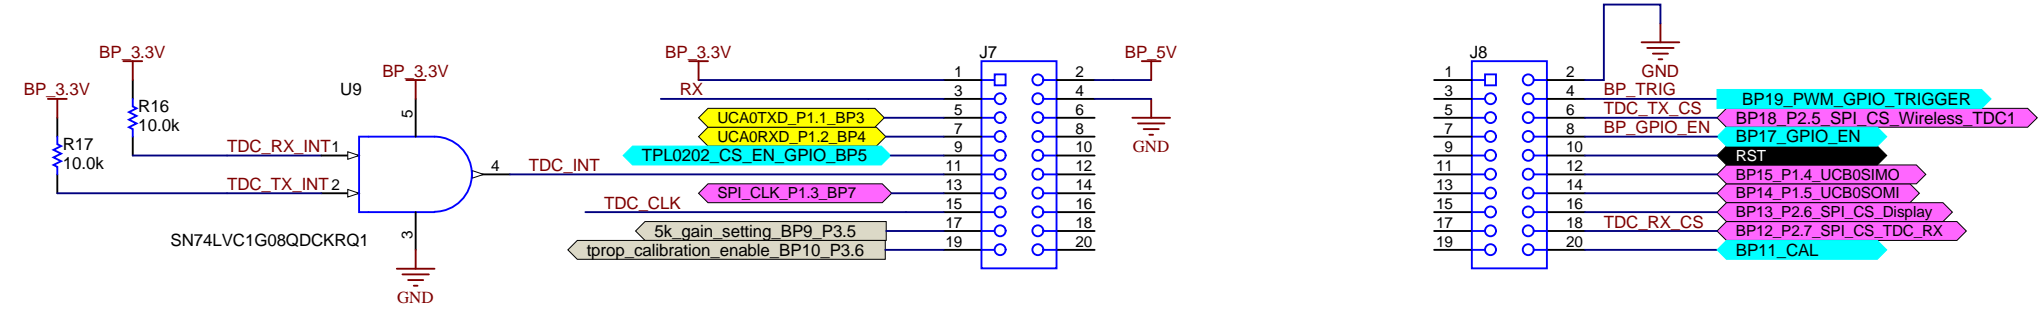 BP_3.3V
BP_3.3V
R16
10.0k
R17
10.0k
U9
BP_3.3V
5
TDC_RX_INT 1
TDC_TX_INT 2
4 TDC_INT
3
SN74LVC1G08QDCKRQ1
GND
BP_3.3V
J7
BP_5V
1 2
RX 3 4
UCA0TXD_P1.1_BP3 5 6
UCA0RXD_P1.2_BP4 7 8
TPL0202_CS_EN_GPIO_BP5 9 10
11 12
SPI_CLK_P1.3_BP7 13 14
TDC_CLK 15 16
5k_gain_setting_BP9_P3.5 17 18
tprop_calibration_enable_BP10_P3.6 19 20
GND
J8
GND
1 2
3 4 BP_TRIG BP19_PWM_GPIO_TRIGGER
5 6 TDC_TX_CS BP18_P2.5_SPI_CS_Wireless_TDC1
7 8 BP_GPIO_EN BP17_GPIO_EN
9 10 RST
11 12 BP15_P1.4_UCB0SIMO
13 14 BP14_P1.5_UCB0SOMI
15 16 BP13_P2.6_SPI_CS_Display
17 18 TDC_RX_CS BP12_P2.7_SPI_CS_TDC_RX
19 20 BP11_CAL